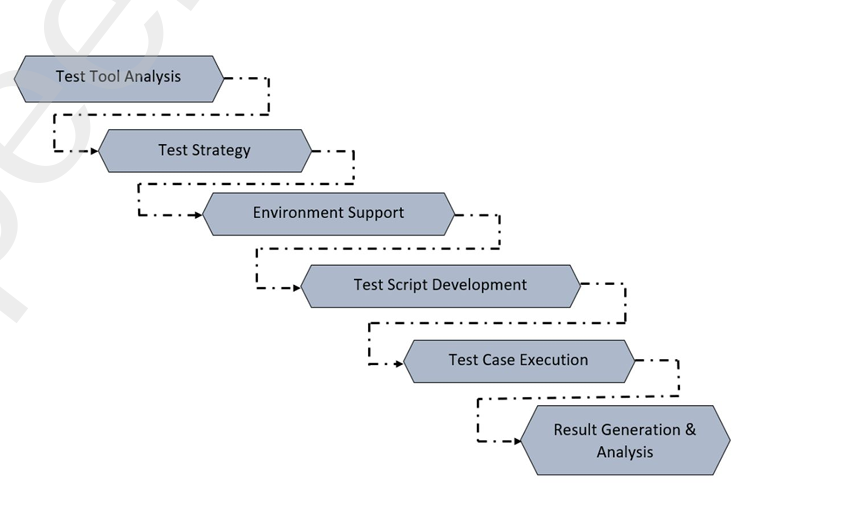 Test Tool Analysis
Test Strategy
Environment Support
Test Script Development
Test Case Execution
Result Generation &
Analysis